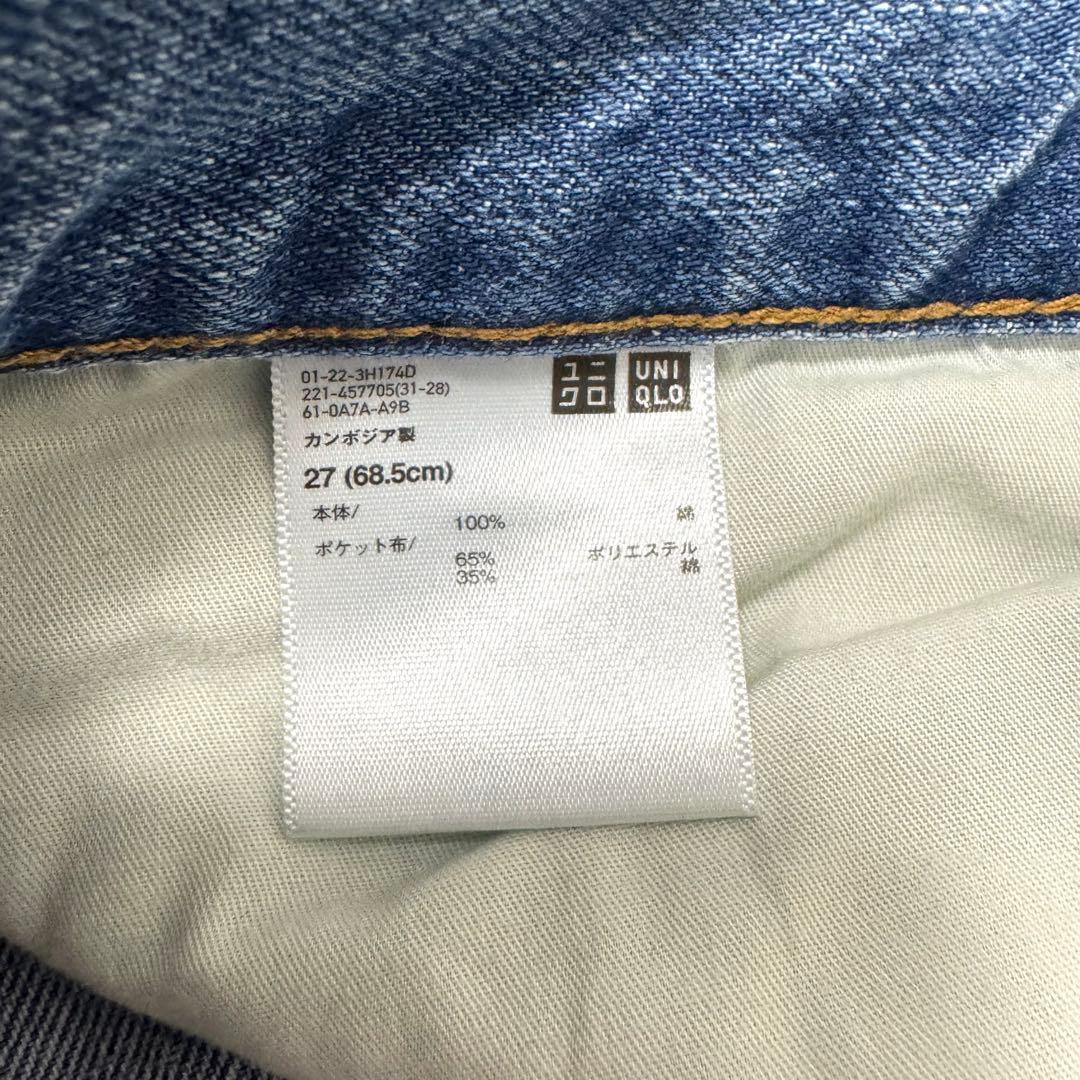 01-22-3H174D
221-457705(31-28)
61-0A7A-A9B
ユニクロ
UNIQLO
カンボジア製
27 (68.5cm)
本体/
100% 綿
ポケット布/
65% ポリエステル
35% 綿